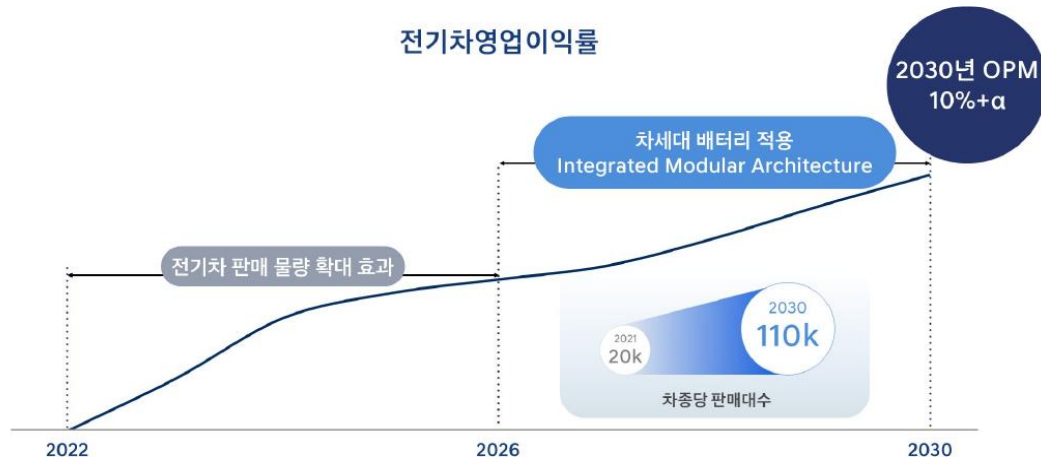 전기차영업이익률
2030년 OPM
10%+α
차세대 배터리 적용
Integrated Modular Architecture
전기차 판매 물량 확대 효과
2021
20k
2030
110k
차종당 판매대수
2022
2026
2030